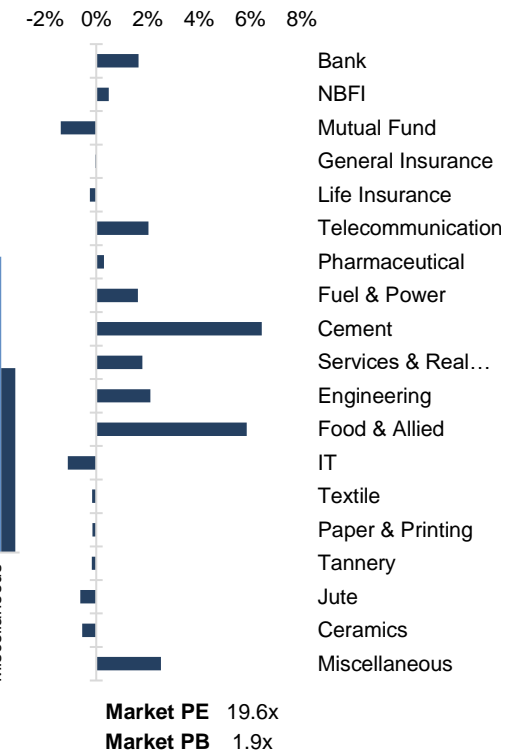 -2% 0% 2% 4% 6% 8%
Bank
NBFI
Mutual Fund
General Insurance
Life Insurance
Telecommunication
Pharmaceutical
Fuel & Power
Cement
Services & Real…
Engineering
Food & Allied
IT
Textile
Paper & Printing
Tannery
Jute
Ceramics
Miscellaneous
Market PE 19.6x
Market PB 1.9x